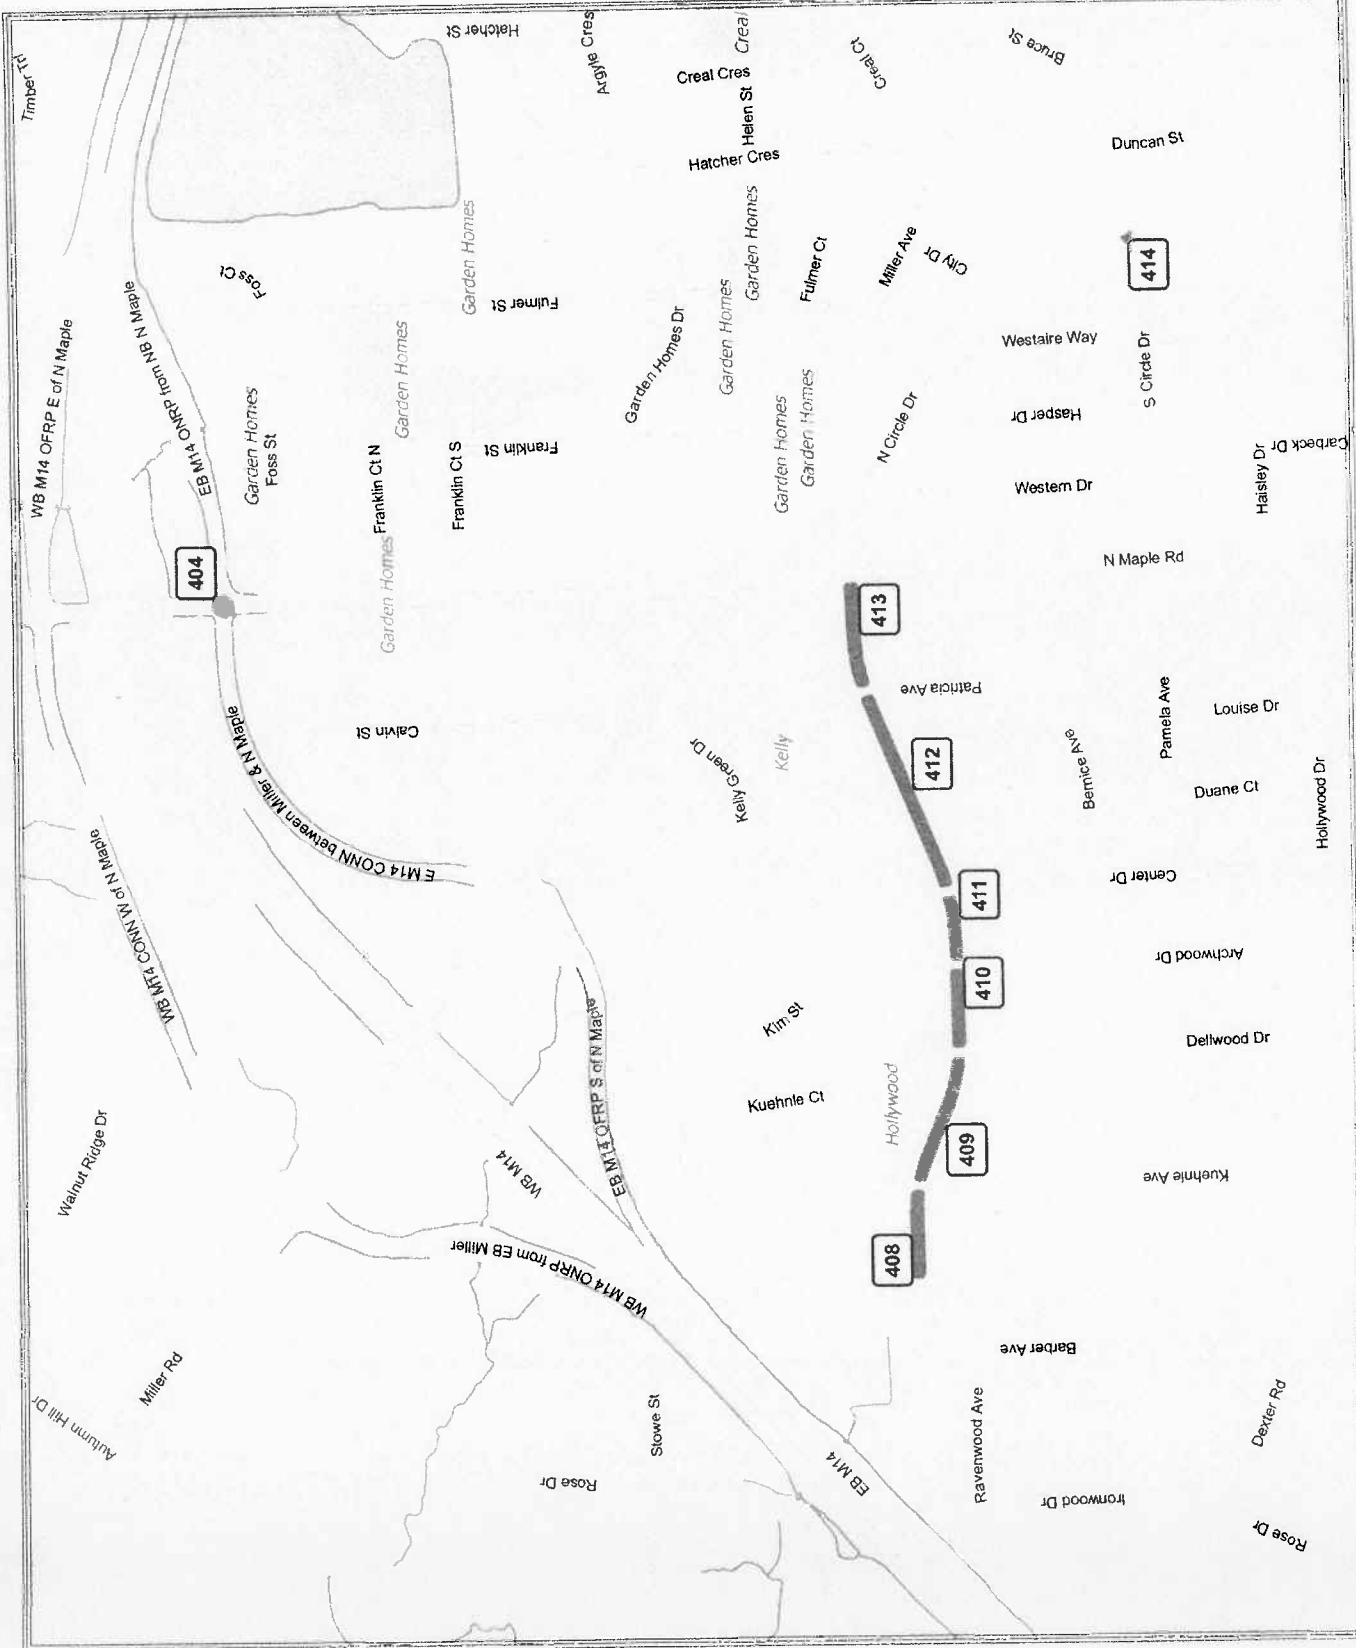 Timber Trl
Hatcher St
Argyle Cres
Creal
Creal Cres
Helen St
Hatcher Cres
Creal Ct
Bruce St
Duncan St
WB M14 OFRP E of N Maple
EB M14 ONRP from NB N Maple
Foss Ct
Garden Homes
Fulmer St
Garden Homes
Garden Homes
Fulmer Ct
Miller Ave
City Dr
414
Garden Homes
Foss St
Garden Homes
Franklin Ct N
Franklin Ct S
Franklin St
Garden Homes Dr
Garden Homes
Garden Homes
N Circle Dr
Westaire Way
Hasper Dr
Western Dr
S Circle Dr
Haisley Dr
Carbeck Dr
404
Garden Homes
413
N Maple Rd
Calvin St
Kelly Green Dr
Kelly
Patricia Ave
412
Bernice Ave
Pamela Ave
Louise Dr
Duane Ct
Hollywood Dr
E M14 CONN between Miller & N Maple
WB M14 CONN W of N Maple
411
Center Dr
Archwood Dr
410
Kim St
Dellwood Dr
EB M14 OFRP S of N Maple
Kuehnle Ct
Hollywood
409
Kuehnle Ave
Walnut Ridge Dr
WB M14
WB M14 ONRP from EB Miller
408
Barber Ave
Autumn Hill Dr
Miller Rd
Stowe St
Rose Dr
EB M14
Ravenwood Ave
Ironwood Dr
Dexter Rd
Rose Dr